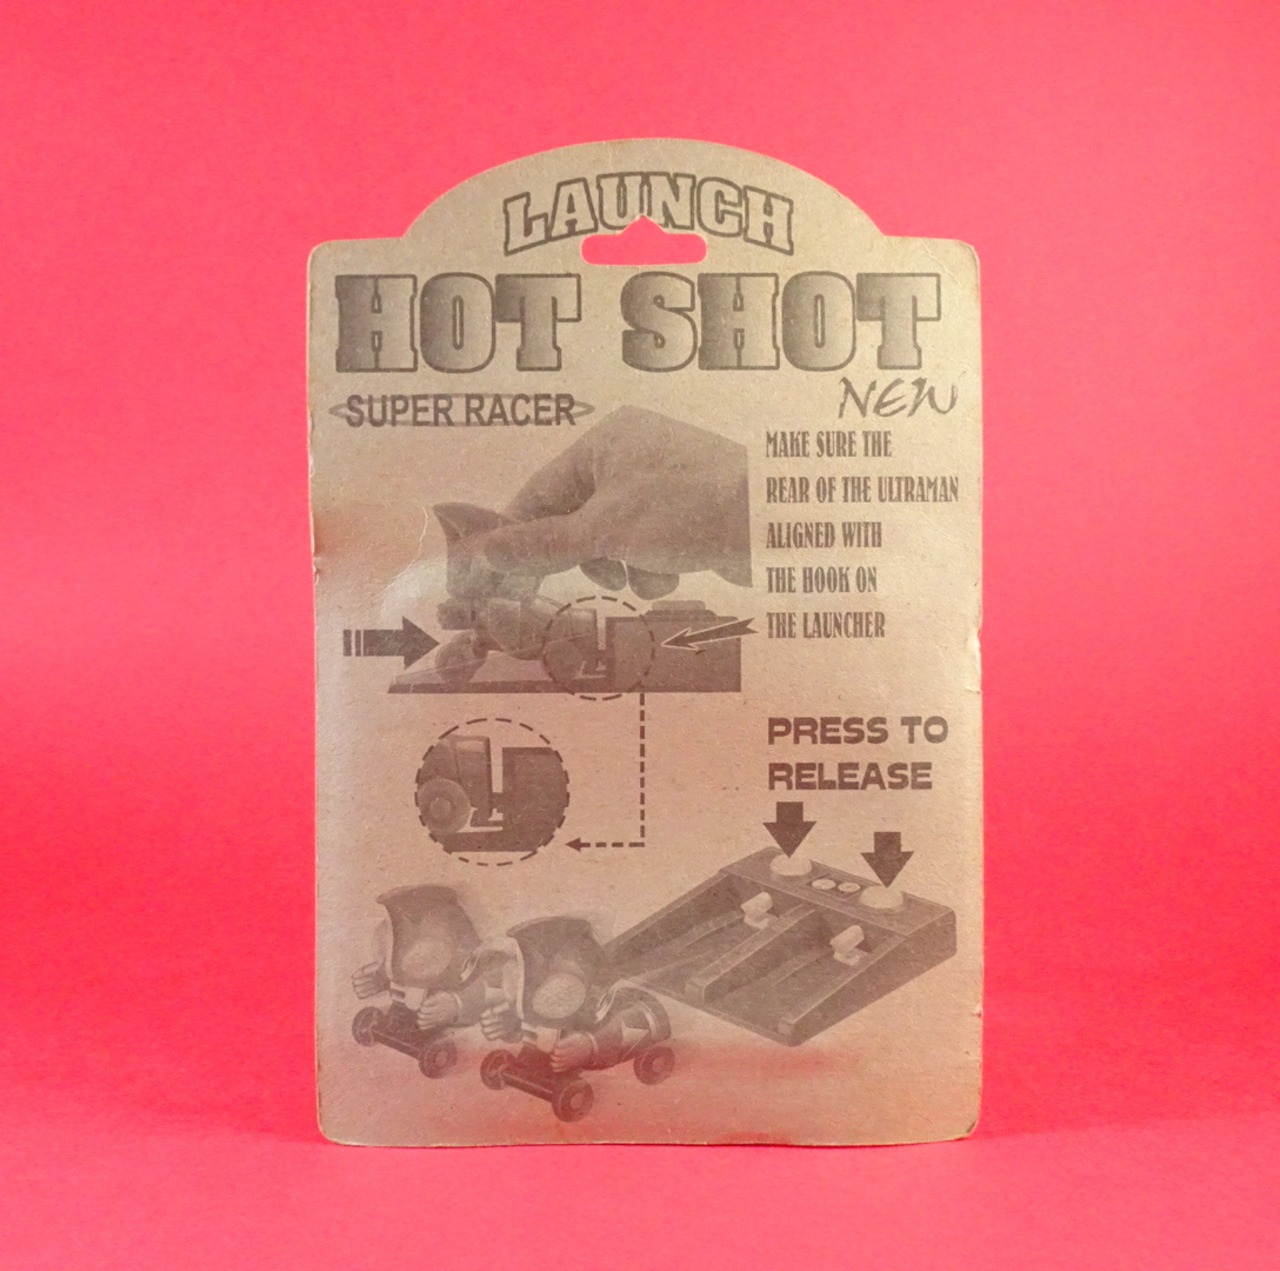 LAUNCH
HOT SHOT
SUPER RACER
NEW
MAKE SURE THE
REAR OF THE ULTRAMAN
ALIGNED WITH
THE HOOK ON
THE LAUNCHER
PRESS TO
RELEASE